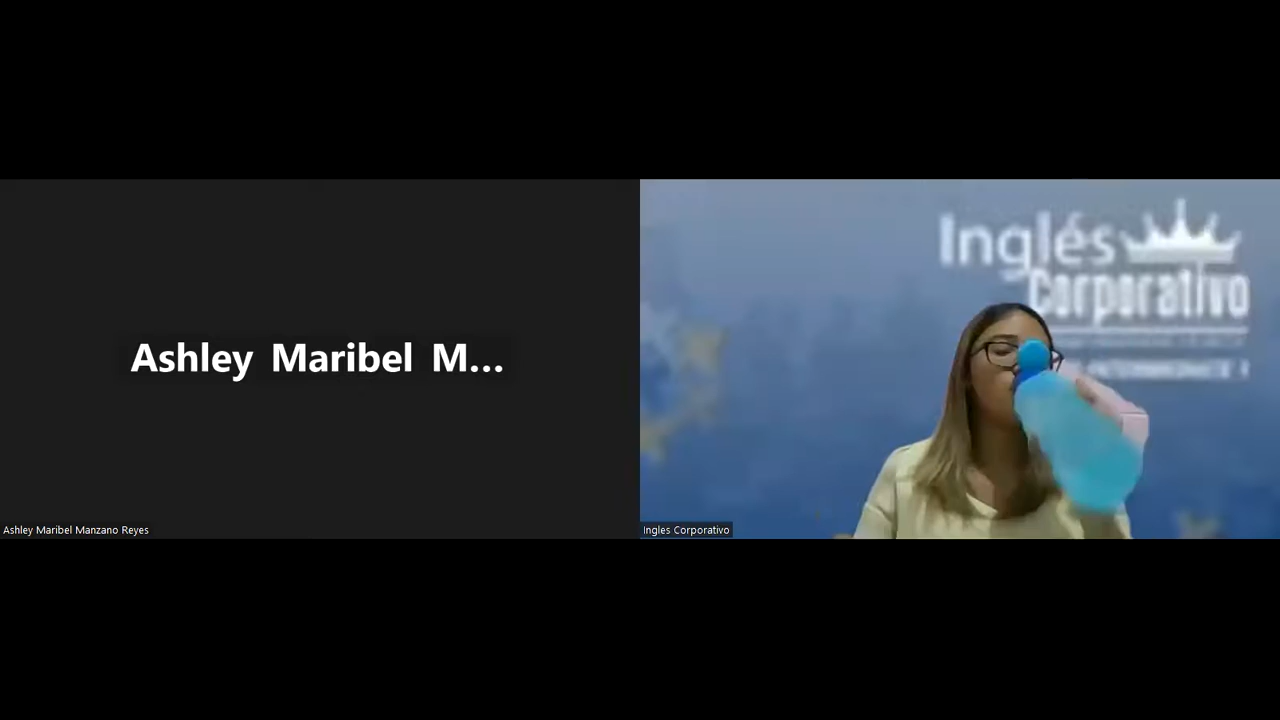 Ashley Maribel M...
Ashley Maribel Manzano Reyes
Inglés
Corporativo
Ingles Corporativo